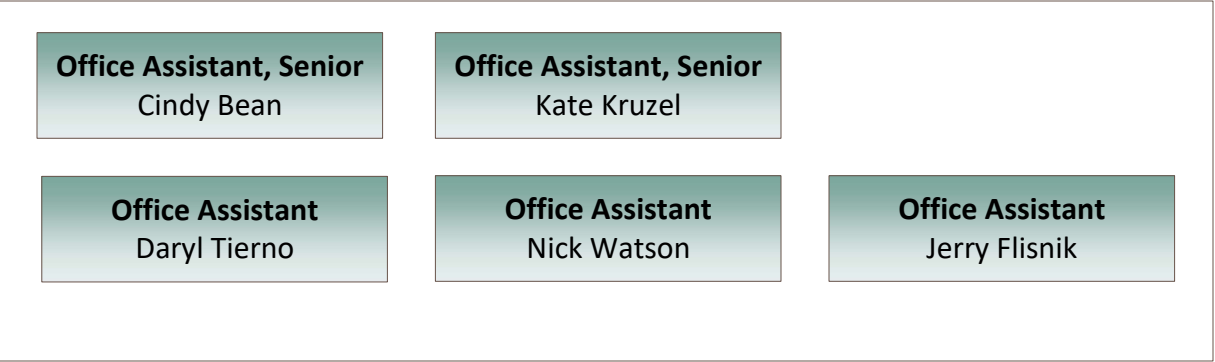 Office Assistant, Senior
Cindy Bean
Office Assistant, Senior
Kate Kruzel
Office Assistant
Daryl Tierno
Office Assistant
Nick Watson
Office Assistant
Jerry Flisnik